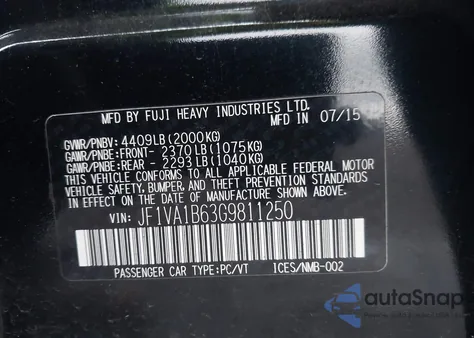 MFD BY FUJI HEAVY INDUSTRIES LTD.
MFD IN 07/15
GVWR/PNBV: 4409LB(2000KG)
GAWR/PNBE:FRONT- 2370LB(1075KG)
GAWR/PNBE:REAR - 2293LB(1040KG)
THIS VEHICLE CONFORMS TO ALL APPLICABLE FEDERAL MOTOR
VEHICLE SAFETY, BUMPER, AND THEFT PREVENTION STANDARDS
IN EFFECT ON THE DATE OF MANUFACTURE SHOWN ABOVE.
VIN: JF1VA1B63G9811250
PASSENGER CAR TYPE:PC/VT ICES/NMB-002
autoSnap